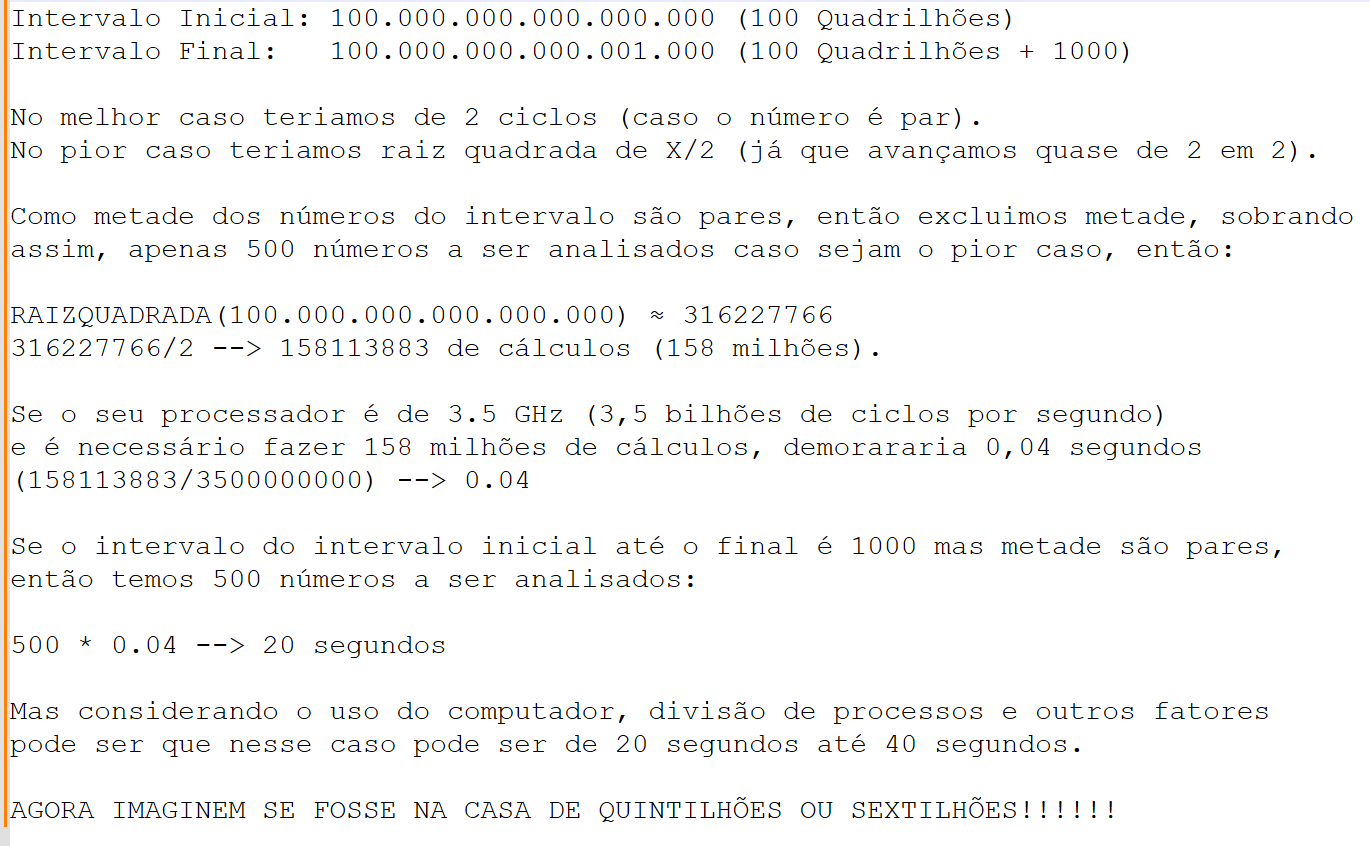 Intervalo Inicial: 100.000.000.000.000.000 (100 Quadrilhões)
Intervalo Final:   100.000.000.000.001.000 (100 Quadrilhões + 1000)
No melhor caso teriamos de 2 ciclos (caso o número é par).
No pior caso teriamos raiz quadrada de X/2 (já que avançamos quase de 2 em 2).
Como metade dos números do intervalo são pares, então excluimos metade, sobrando
assim, apenas 500 números a ser analisados caso sejam o pior caso, então:
RAIZQUADRADA(100.000.000.000.000.000) ≈ 316227766
316227766/2 --> 158113883 de cálculos (158 milhões).
Se o seu processador é de 3.5 GHz (3,5 bilhões de ciclos por segundo)
e é necessário fazer 158 milhões de cálculos, demoraria 0,04 segundos
(158113883/3500000000) --> 0.04
Se o intervalo do intervalo inicial até o final é 1000 mas metade são pares,
então temos 500 números a ser analisados:
500 * 0.04 --> 20 segundos
Mas considerando o uso do computador, divisão de processos e outros fatores
pode ser que nesse caso pode ser de 20 segundos até 40 segundos.
AGORA IMAGINEM SE FOSSE NA CASA DE QUINTILHÕES OU SEXTILHÕES!!!!!!